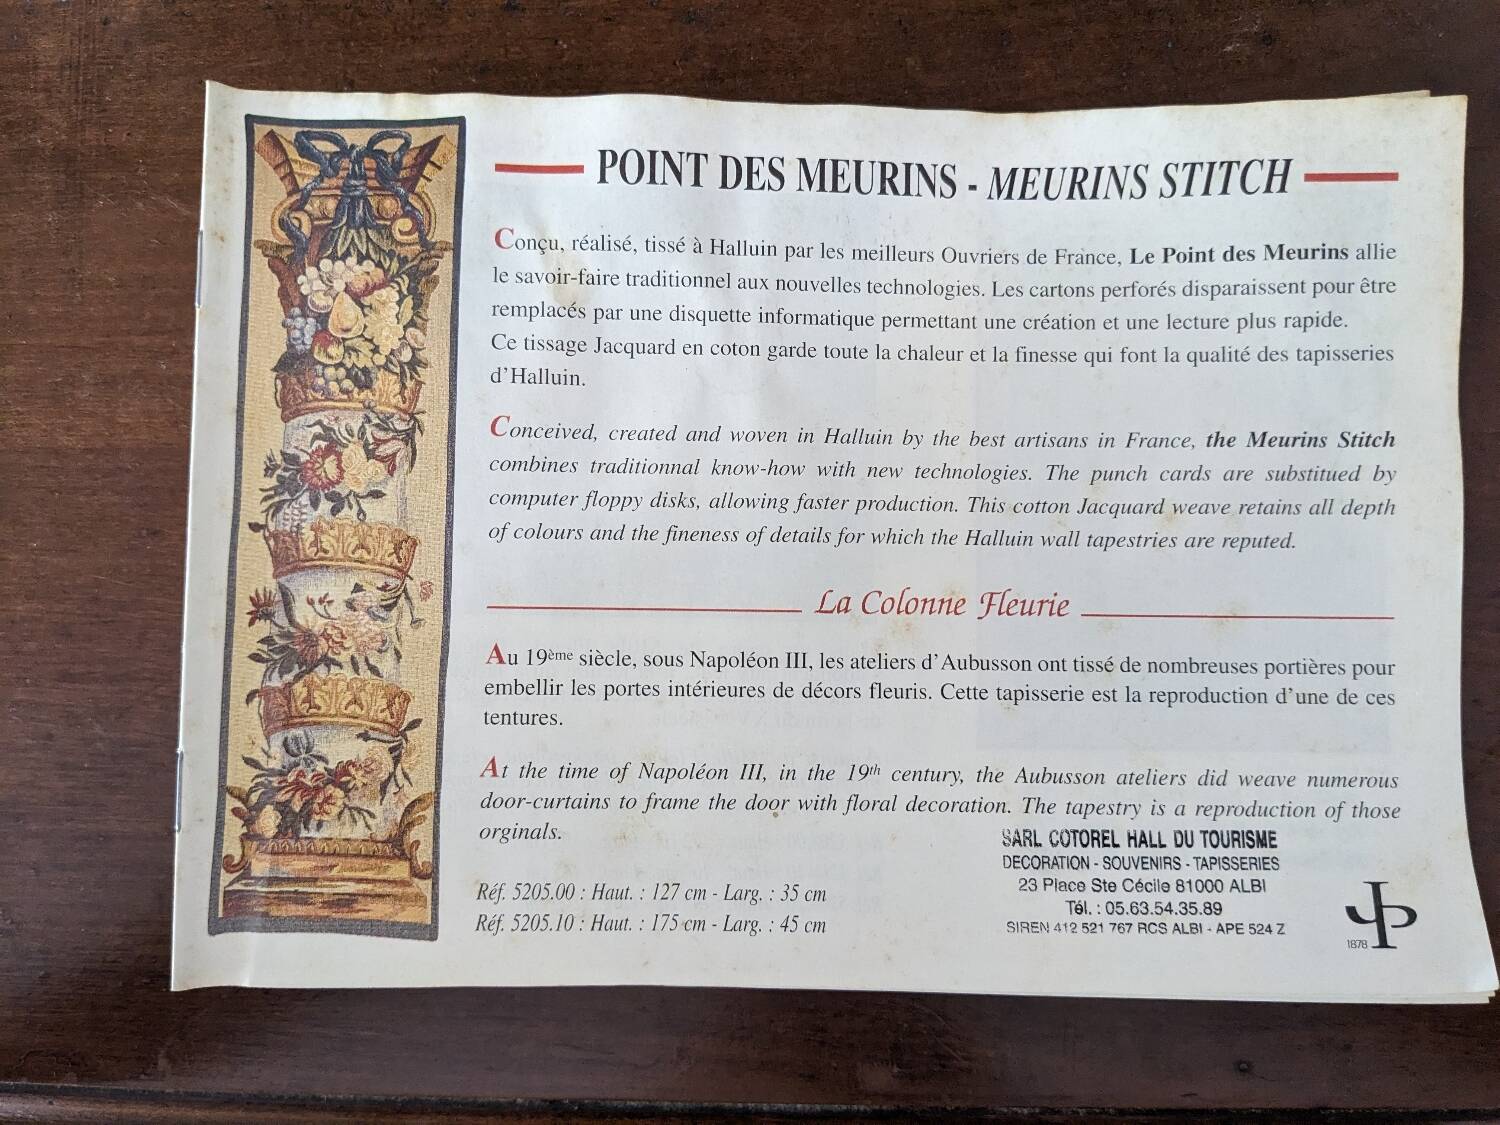 POINT DES MEURINS - MEURINS STITCH
Conçu, réalisé, tissé à Halluin par les meilleurs Ouvriers de France, Le Point des Meurins allie
le savoir-faire traditionnel aux nouvelles technologies. Les cartons perforés disparaissent pour être
remplacés par une disquette informatique permettant une création et une lecture plus rapide.
Ce tissage Jacquard en coton garde toute la chaleur et la finesse qui font la qualité des tapisseries
d'Halluin.
Conceived, created and woven in Halluin by the best artisans in France, the Meurins Stitch
combines traditionnal know-how with new technologies. The punch cards are substitued by
computer floppy disks, allowing faster production. This cotton Jacquard weave retains all depth
of colours and the fineness of details for which the Halluin wall tapestries are reputed.
La Colonne Fleurie
Au 19ème siècle, sous Napoléon III, les ateliers d'Aubusson ont tissé de nombreuses portières pour
embellir les portes intérieures de décors fleuris. Cette tapisserie est la reproduction d'une de ces
tentures.
At the time of Napoléon III, in the 19th century, the Aubusson ateliers did weave numerous
door-curtains to frame the door with floral decoration. The tapestry is a reproduction of those
orginals.
Réf. 5205.00 : Haut. : 127 cm - Larg. : 35 cm
Réf. 5205.10 : Haut. : 175 cm - Larg. : 45 cm
SARL COTOREL HALL DU TOURISME
DECORATION - SOUVENIRS - TAPISSERIES
23 Place Ste Cécile 81000 ALBI
Tél. : 05.63.54.35.89
SIREN 412 521 767 RCS ALBI - APE 524 Z
JP
1878